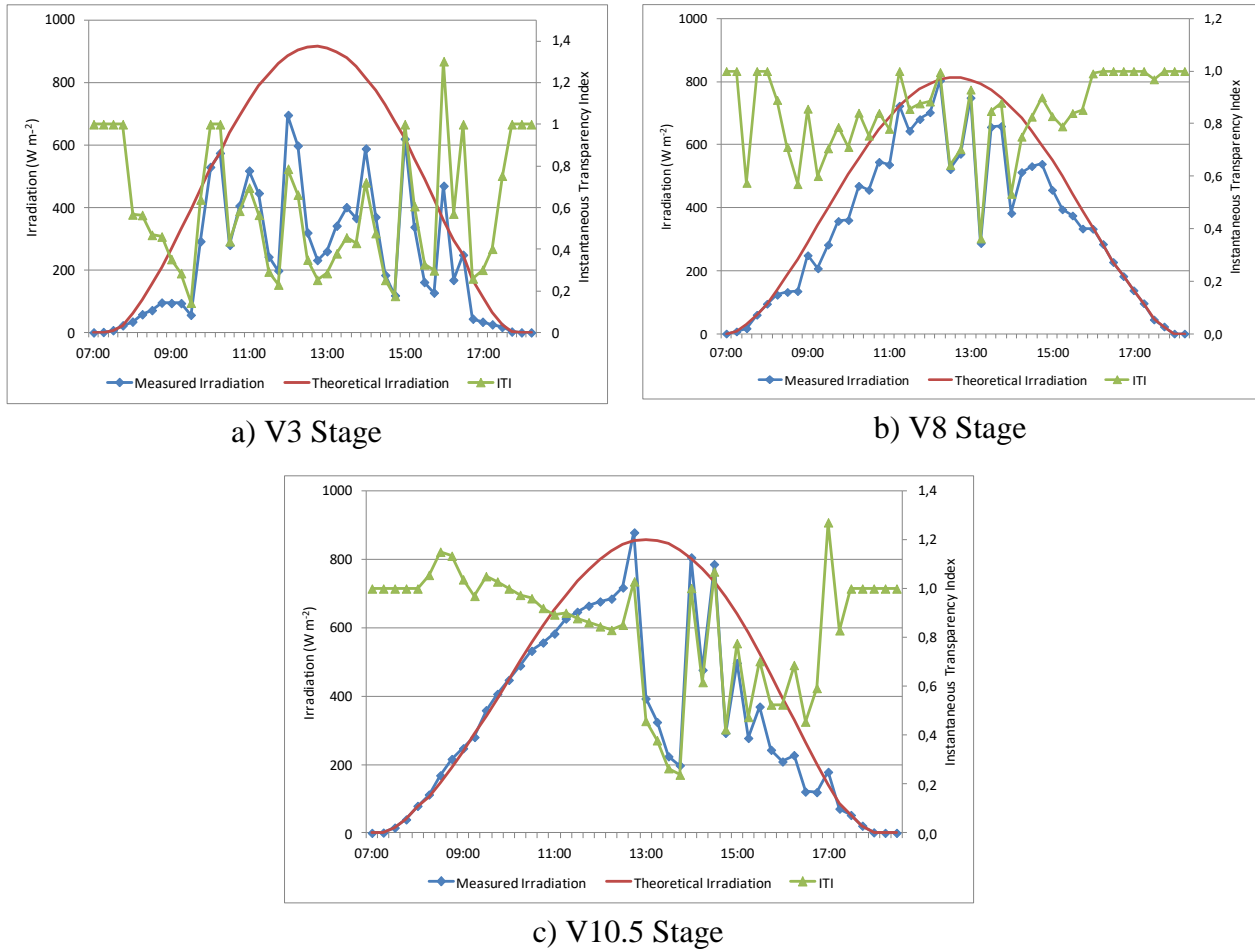 1000
800
600
400
200
0
Irradiation (W m⁻²)
1,4
1,2
1
0,8
0,6
0,4
0,2
0
Instantaneous Transparency Index
07:00 09:00 11:00 13:00 15:00 17:00
Measured Irradiation Theoretical Irradiation ITI
a) V3 Stage
1000
800
600
400
200
0
Irradiation (W m⁻²)
1,2
1,0
0,8
0,6
0,4
0,2
0,0
Instantaneous Transparency Index
07:00 09:00 11:00 13:00 15:00 17:00
Measured Irradiation Theoretical Irradiation ITI
b) V8 Stage
1000
800
600
400
200
0
Irradiation (W m⁻²)
1,4
1,2
1,0
0,8
0,6
0,4
0,2
0,0
Instantaneous Transparency Index
07:00 09:00 11:00 13:00 15:00 17:00
Measured Irradiation Theoretical Irradiation ITI
c) V10.5 Stage